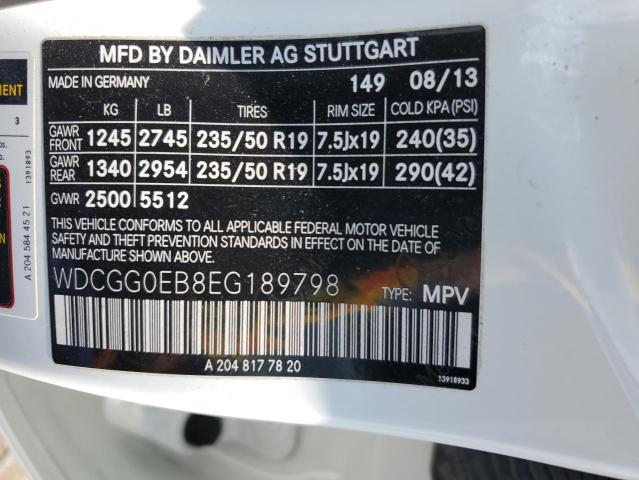 MFD BY DAIMLER AG STUTTGART
MADE IN GERMANY 149 08/13
KG LB TIRES RIM SIZE COLD KPA (PSI)
GAWR FRONT 1245 2745 235/50 R19 7.5Jx19 240(35)
GAWR REAR 1340 2954 235/50 R19 7.5Jx19 290(42)
GVWR 2500 5512
THIS VEHICLE CONFORMS TO ALL APPLICABLE FEDERAL MOTOR VEHICLE
SAFETY AND THEFT PREVENTION STANDARDS IN EFFECT ON THE DATE OF
MANUFACTURE SHOWN ABOVE.
WDCGG0EB8EG189798 TYPE: MPV
A 204 817 78 20
13918933
3
1391893
A 204 584 45 21